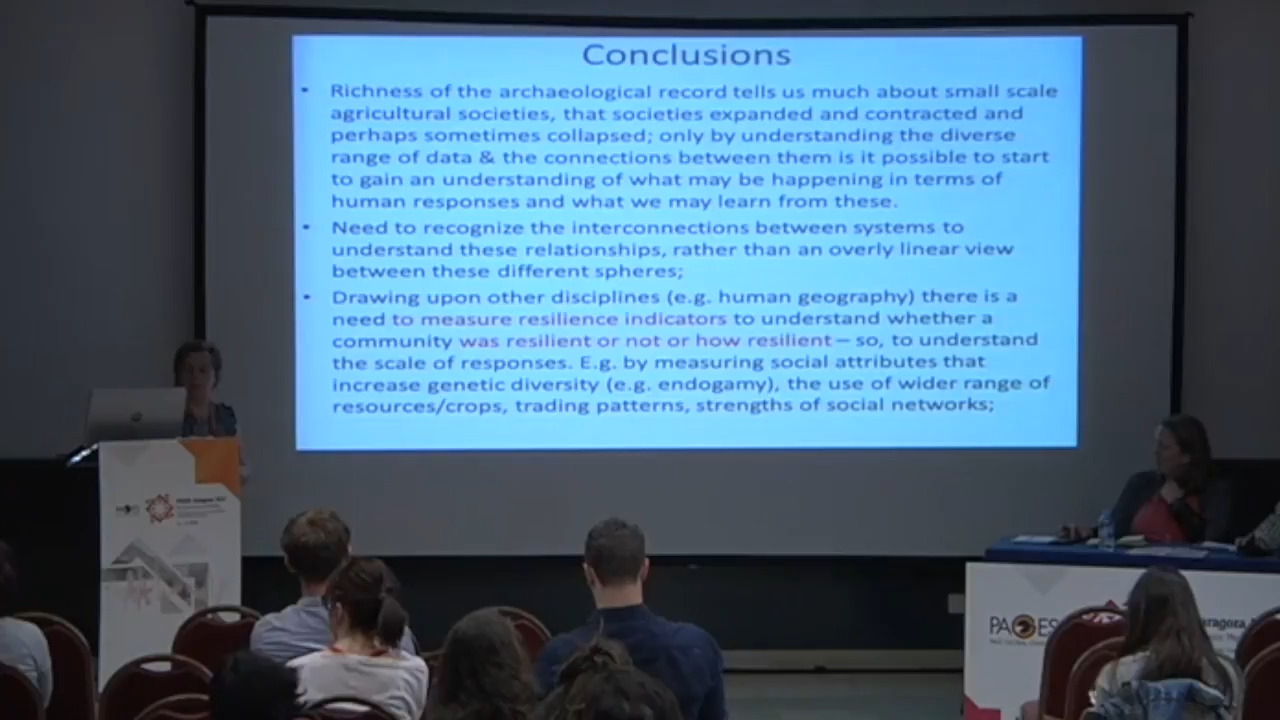 Conclusions
• Richness of the archaeological record tells us much about small scale
agricultural societies, that societies expanded and contracted and
perhaps sometimes collapsed; only by understanding the diverse
range of data & the connections between them is it possible to start
to gain an understanding of what may be happening in terms of
human responses and what we may learn from these.
• Need to recognize the interconnections between systems to
understand these relationships, rather than an overly linear view
between these different spheres;
• Drawing upon other disciplines (e.g. human geography) there is a
need to measure resilience indicators to understand whether a
community was resilient or not or how resilient – so, to understand
the scale of responses. E.g. by measuring social attributes that
increase genetic diversity (e.g. endogamy), the use of wider range of
resources/crops, trading patterns, strengths of social networks;
PAGES